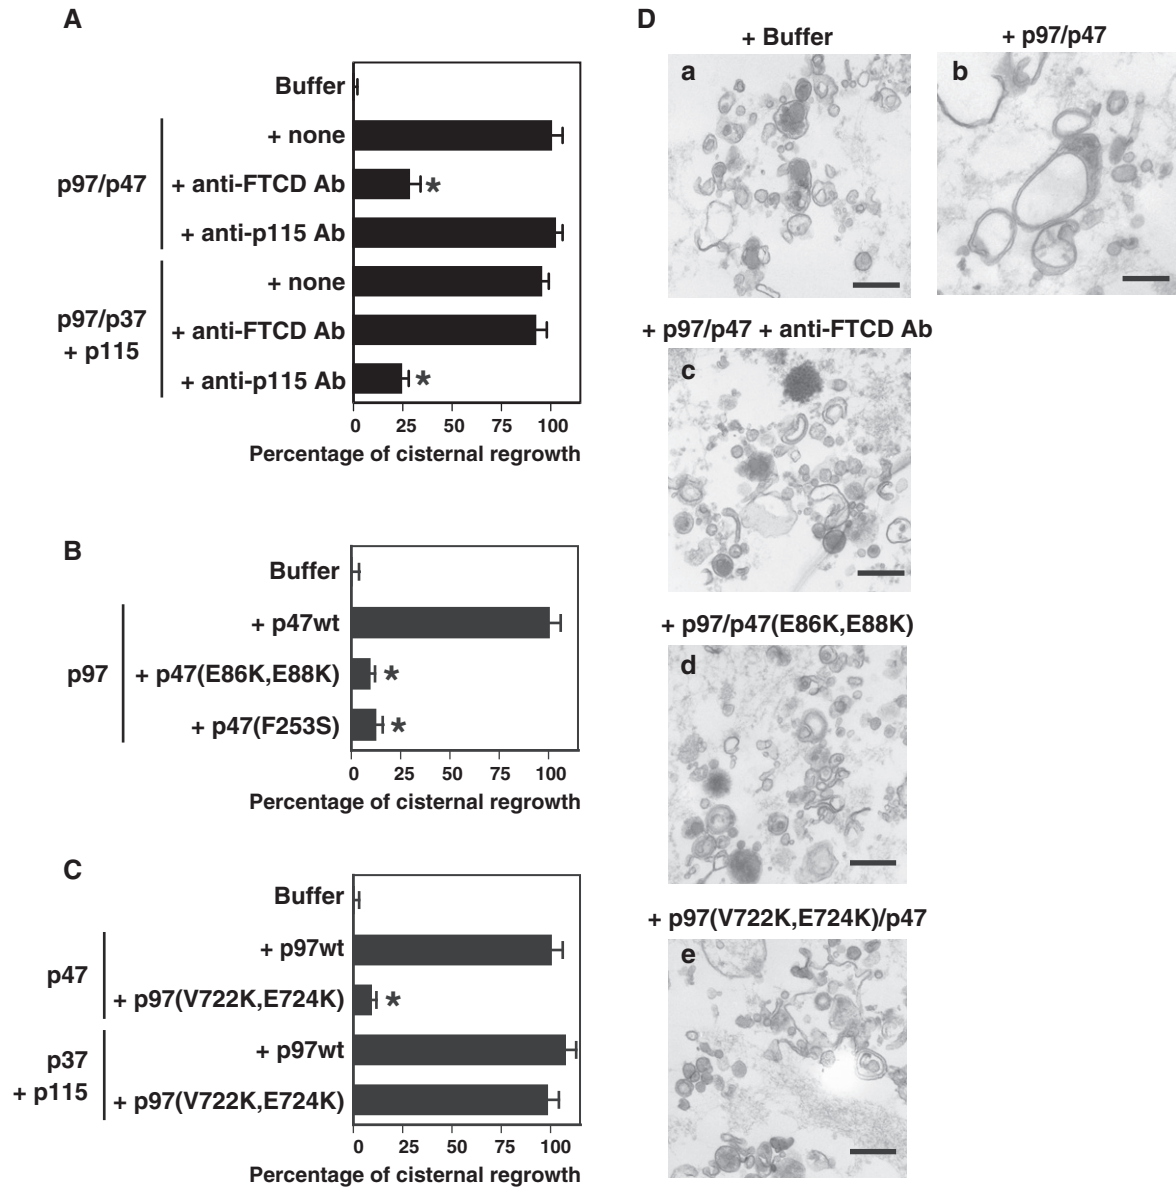 A
Buffer
+ none
p97/p47
+ anti-FTCD Ab
*
+ anti-p115 Ab
+ none
p97/p37
+ p115
+ anti-FTCD Ab
+ anti-p115 Ab
*
0 25 50 75 100
Percentage of cisternal regrowth
B
Buffer
+ p47wt
p97
+ p47(E86K,E88K)
*
+ p47(F253S)
*
0 25 50 75 100
Percentage of cisternal regrowth
C
Buffer
+ p97wt
p47
+ p97(V722K,E724K)
*
+ p97wt
p37
+ p115
+ p97(V722K,E724K)
0 25 50 75 100
Percentage of cisternal regrowth
D
+ Buffer
a
+ p97/p47
b
+ p97/p47 + anti-FTCD Ab
c
+ p97/p47(E86K,E88K)
d
+ p97(V722K,E724K)/p47
e